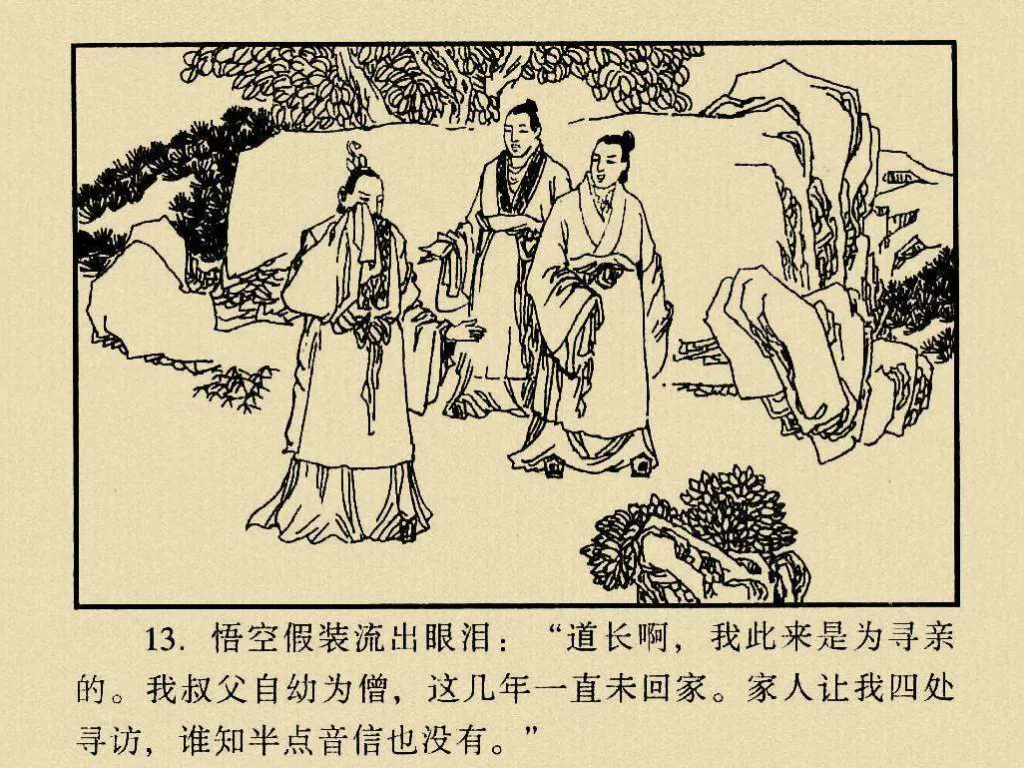 13. 悟空假装流出眼泪：“道长啊，我此来是为寻亲
的。我叔父自幼为僧，这几年一直未回家。家人让我四处
寻访，谁知半点音信也没有。”